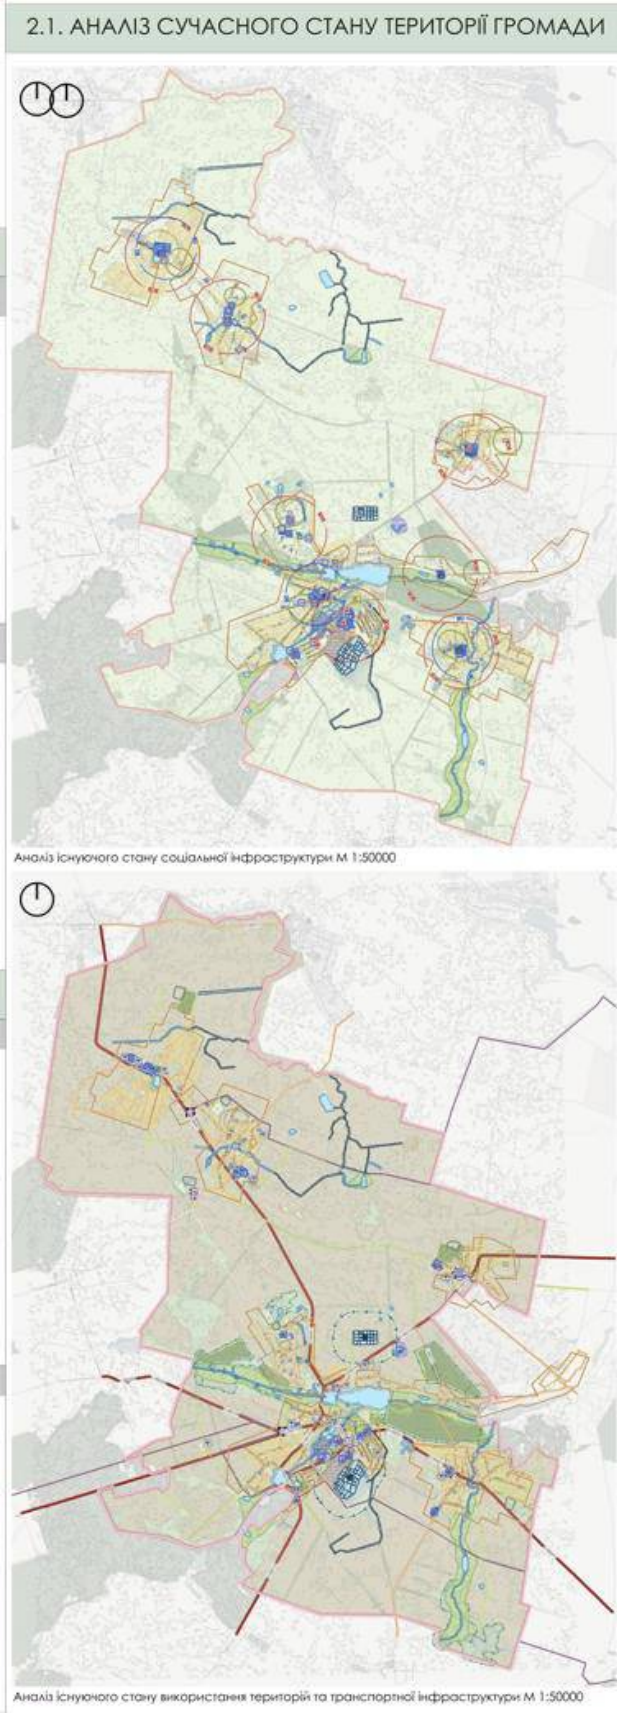 2.1. АНАЛІЗ СУЧАСНОГО СТАНУ ТЕРИТОРІЇ ГРОМАДИ
Аналіз існуючого стану соціальної інфраструктури М 1:50000
Аналіз існуючого стану використання територій та транспортної інфраструктури М 1:50000